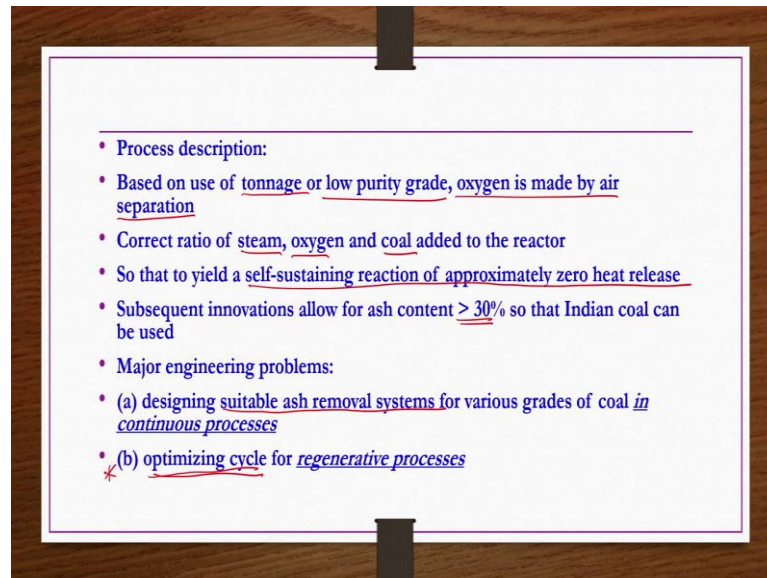 • Process description:
• Based on use of tonnage or low purity grade, oxygen is made by air
separation
• Correct ratio of steam, oxygen and coal added to the reactor
• So that to yield a self-sustaining reaction of approximately zero heat release
• Subsequent innovations allow for ash content > 30% so that Indian coal can
be used
• Major engineering problems:
• (a) designing suitable ash removal systems for various grades of coal in
continuous processes
• (b) optimizing cycle for regenerative processes